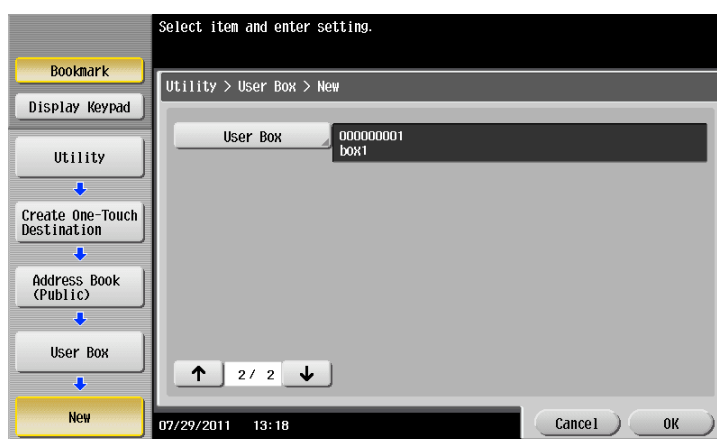 Select item and enter setting.
Bookmark
Display Keypad
Utility
Create One-Touch
Destination
Address Book
(Public)
User Box
New
Utility > User Box > New
User Box
000000001
box1
↑ 2/ 2 ↓
07/29/2011 13:18
Cancel
OK